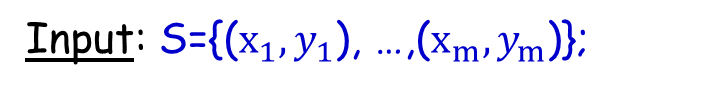 Input: S={(x₁, y₁), …,(xₘ, yₘ)};